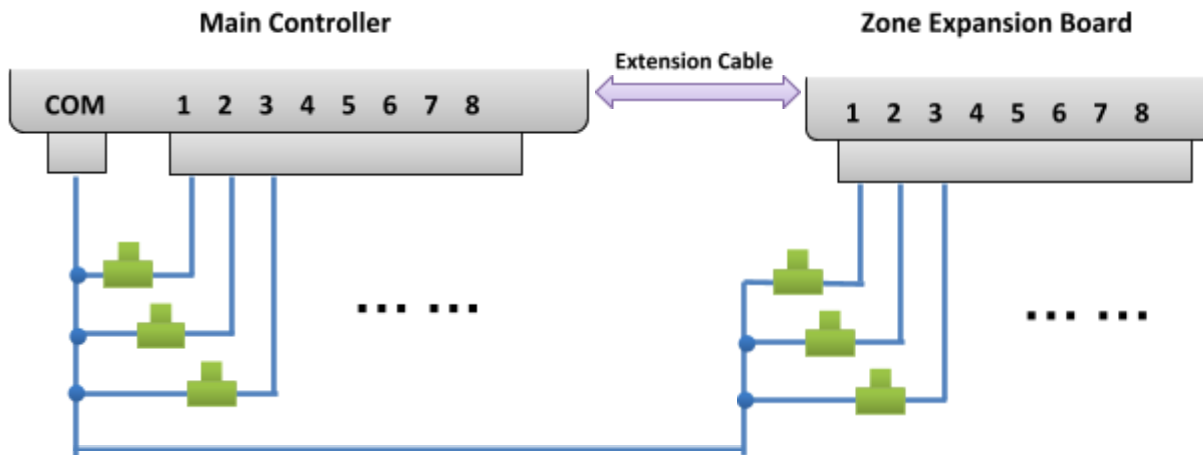 Main Controller
Zone Expansion Board
Extension Cable
COM 1 2 3 4 5 6 7 8
1 2 3 4 5 6 7 8
... ...
... ...